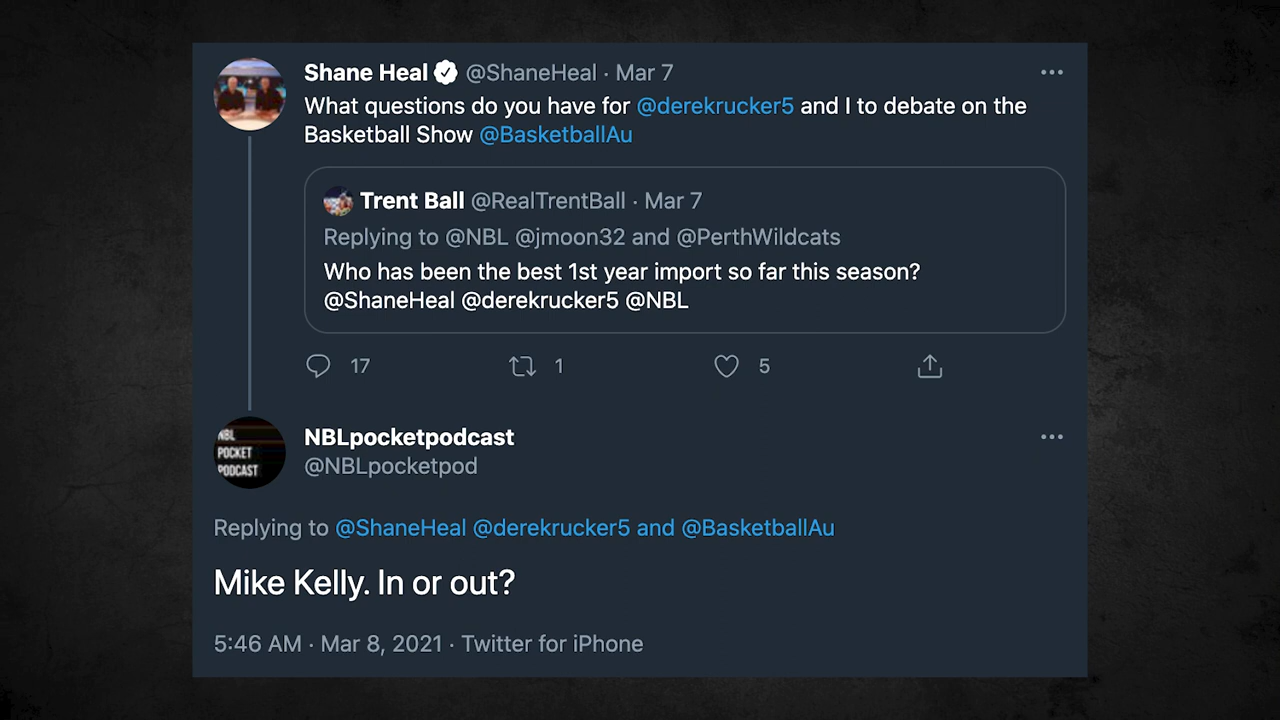 Shane Heal @ShaneHeal · Mar 7
What questions do you have for @derekrucker5 and I to debate on the
Basketball Show @BasketballAu
Trent Ball @RealTrentBall · Mar 7
Replying to @NBL @jmoon32 and @PerthWildcats
Who has been the best 1st year import so far this season?
@ShaneHeal @derekrucker5 @NBL
17 1 5
NBLpocketpodcast
@NBLpocketpod
NBL
POCKET
PODCAST
Replying to @ShaneHeal @derekrucker5 and @BasketballAu
Mike Kelly. In or out?
5:46 AM · Mar 8, 2021 · Twitter for iPhone